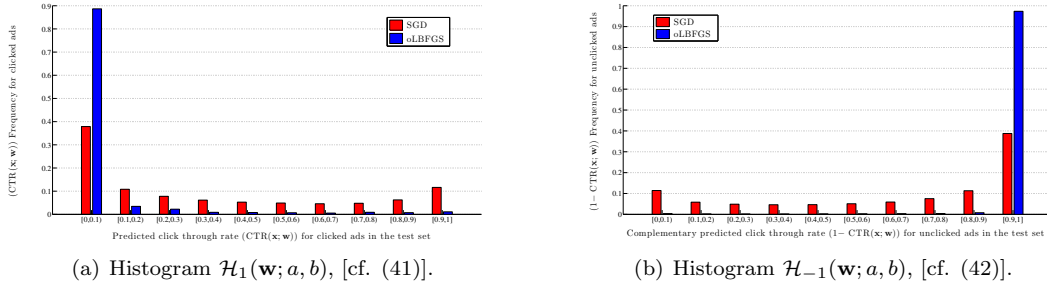 0.9
0.8
0.7
0.6
0.5
0.4
0.3
0.2
0.1
0
(CTR(x; w)) Frequency for clicked ads
SGD
oLBFGS
[0,0.1) [0.1,0.2) [0.2,0.3) [0.3,0.4) [0.4,0.5) [0.5,0.6) [0.6,0.7) [0.7,0.8) [0.8,0.9) [0.9,1]
Predicted click through rate (CTR(x; w)) for clicked ads in the test set
(a) Histogram ℋ₁(w; a, b), [cf. (41)].
1
0.9
0.8
0.7
0.6
0.5
0.4
0.3
0.2
0.1
0
(1− CTR(x; w)) Frequency for unclicked ads
SGD
oLBFGS
[0,0.1) [0.1,0.2) [0.2,0.3) [0.3,0.4) [0.4,0.5) [0.5,0.6) [0.6,0.7) [0.7,0.8) [0.8,0.9) [0.9,1]
Complementary predicted click through rate (1− CTR(x; w)) for unclicked ads in the test set
(b) Histogram ℋ₋₁(w; a, b), [cf. (42)].